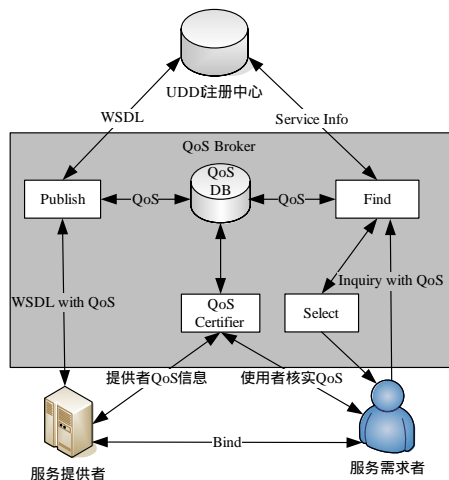 UDDI注册中心
WSDL
Service Info
QoS Broker
QoS
DB
Publish
QoS
QoS
Find
Inquiry with QoS
WSDL with QoS
QoS
Certifier
Select
提供者QoS信息
使用者核实QoS
Bind
服务提供者
服务需求者